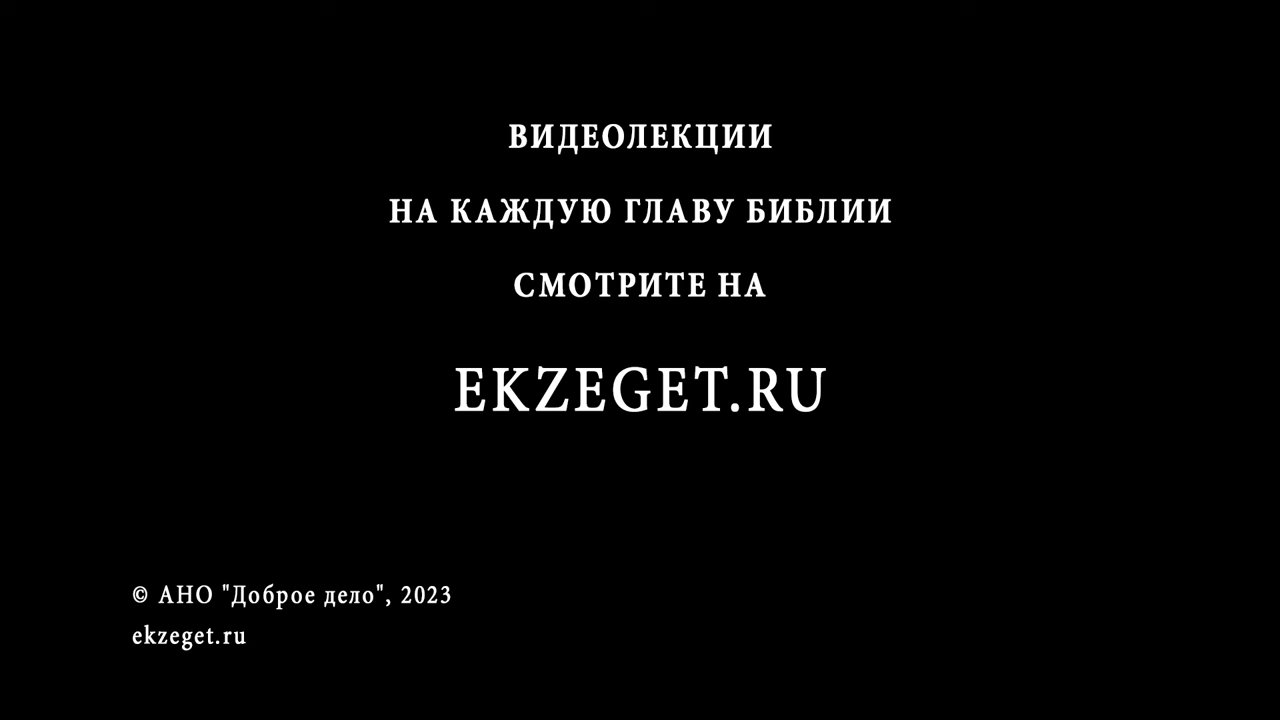 ВИДЕОЛЕКЦИИ
НА КАЖДУЮ ГЛАВУ БИБЛИИ
СМОТРИТЕ НА
EKZEGET.RU
© АНО "Доброе дело", 2023
ekzeget.ru